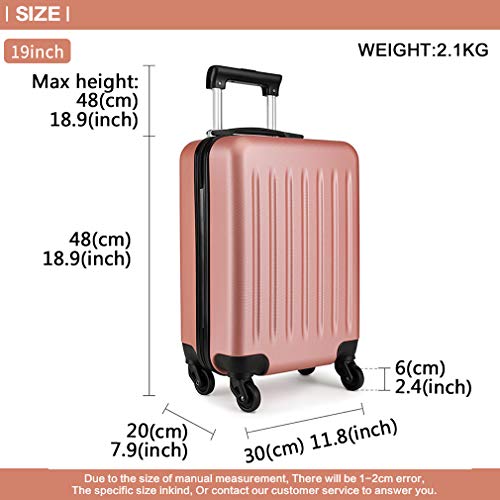 | SIZE |
19inch
WEIGHT:2.1KG
Max height:
48(cm)
18.9(inch)
48(cm)
18.9(inch)
6(cm)
2.4(inch)
20(cm)
7.9(inch)
30(cm) 11.8(inch)
Due to the size of manual measurement, There will be 1-2cm error,
The specific size inkind, Or contact our customer service to answer you.